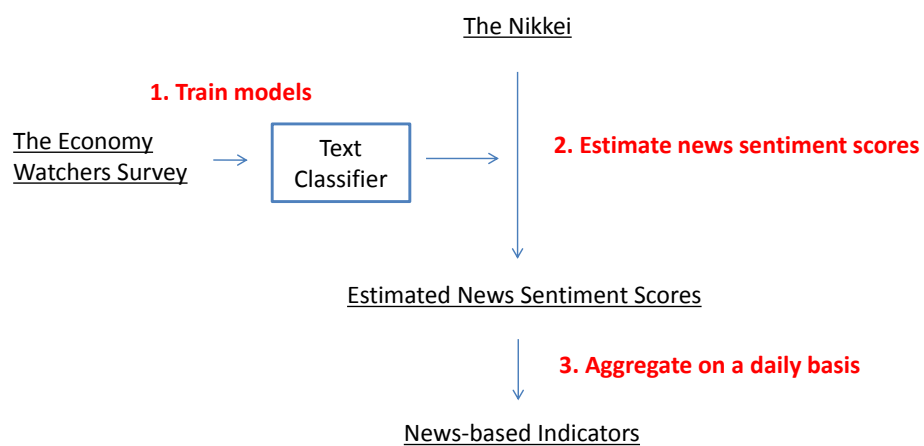 The Nikkei
1. Train models
The Economy
Watchers Survey
Text
Classifier
2. Estimate news sentiment scores
Estimated News Sentiment Scores
3. Aggregate on a daily basis
News-based Indicators